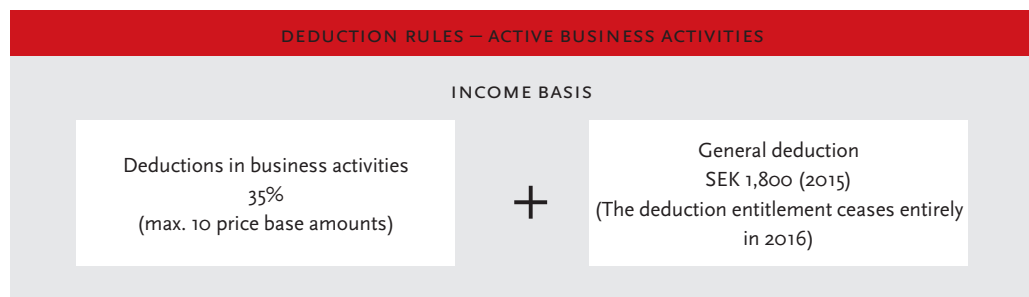 DEDUCTION RULES – ACTIVE BUSINESS ACTIVITIES
INCOME BASIS
Deductions in business activities
35%
(max. 10 price base amounts)
+
General deduction
SEK 1,800 (2015)
(The deduction entitlement ceases entirely
in 2016)